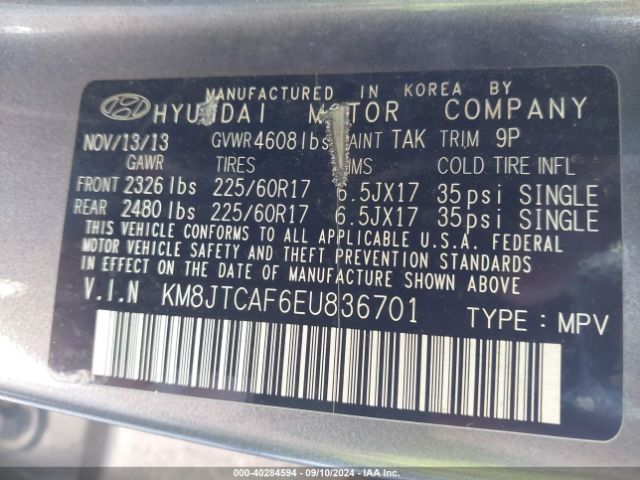 MANUFACTURED IN KOREA BY
HYUNDAI MOTOR COMPANY
NOV/13/13 GVWR 4608 lbs PAINT TAK TRIM 9P
GAWR TIRES RIMS COLD TIRE INFL
FRONT 2326 lbs 225/60R17 6.5JX17 35psi SINGLE
REAR 2480 lbs 225/60R17 6.5JX17 35psi SINGLE
THIS VEHICLE CONFORMS TO ALL APPLICABLE U.S.A. FEDERAL
MOTOR VEHICLE SAFETY AND THEFT PREVENTION STANDARDS
IN EFFECT ON THE DATE OF MANUFACTURE SHOWN ABOVE
V.I.N KM8JTCAF6EU836701 TYPE : MPV
000-40284594 - 09/10/2024 - IAA Inc.